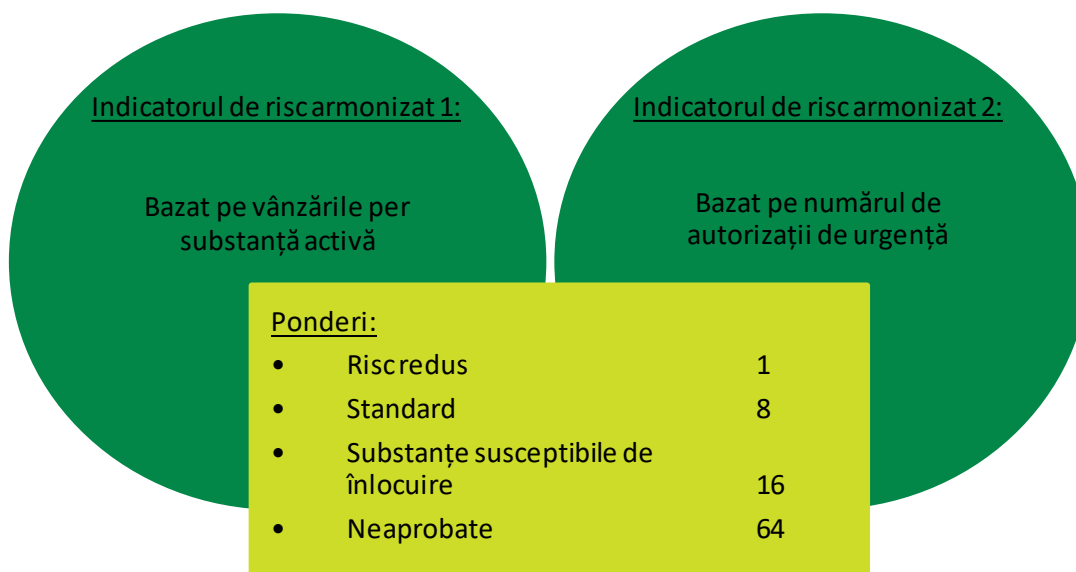 Indicatorul de risc armonizat 1:
Bazat pe vânzările per
substanță activă
Indicatorul de risc armonizat 2:
Bazat pe numărul de
autorizații de urgență
Ponderi:
• Risc redus 1
• Standard 8
• Substanțe susceptibile de
înlocuire 16
• Neaprobate 64